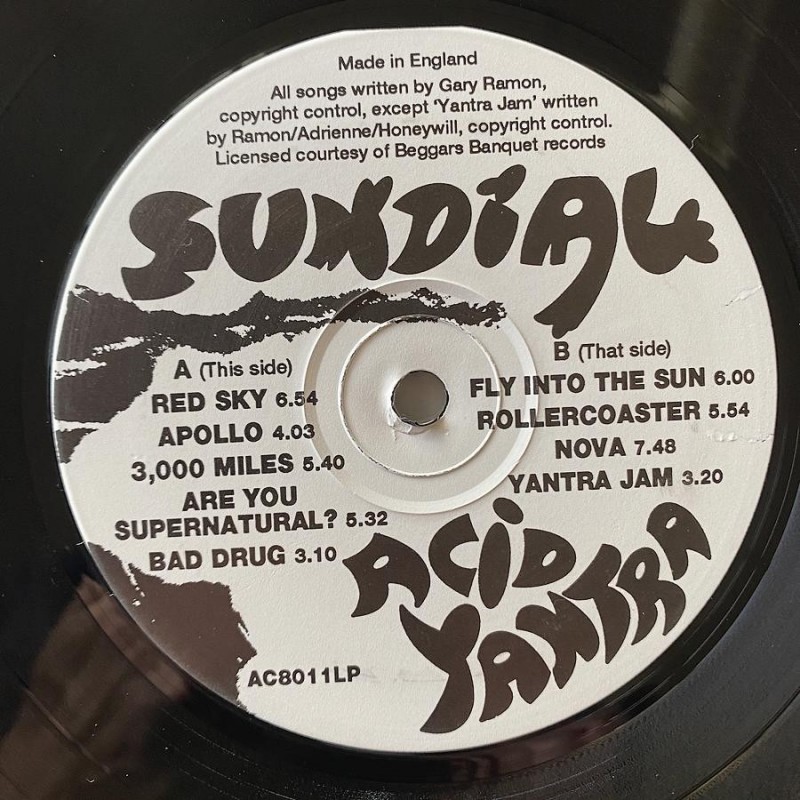 Made in England
All songs written by Gary Ramon,
copyright control, except 'Yantra Jam' written
by Ramon/Adrienne/Honeywill, copyright control.
Licensed courtesy of Beggars Banquet records
SUNDiAL
A (This side)
RED SKY 6.54
APOLLO 4.03
3,000 MILES 5.40
ARE YOU
SUPERNATURAL? 5.32
BAD DRUG 3.10
B (That side)
FLY INTO THE SUN 6.00
ROLLERCOASTER 5.54
NOVA 7.48
YANTRA JAM 3.20
ACiD
YANTRA
AC8011LP